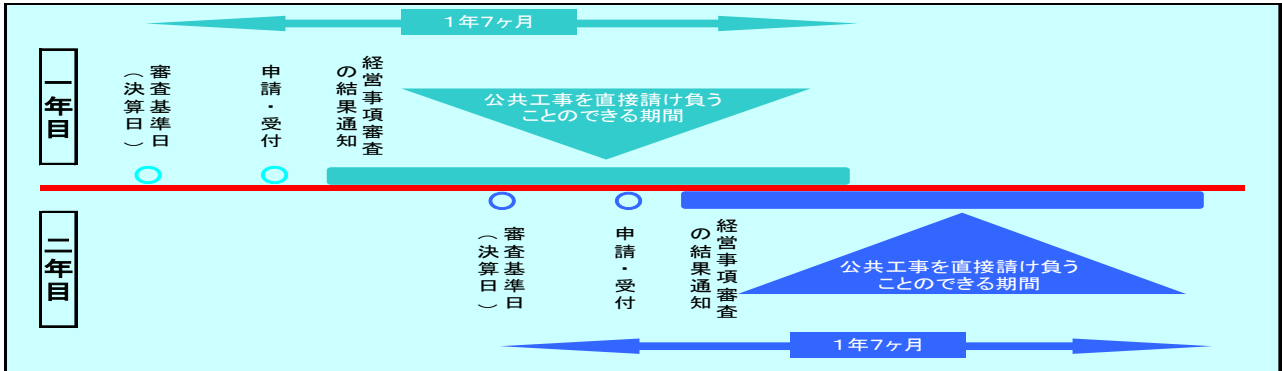 1年7ヶ月
一年目
審査基準日
(決算日)
申請・受付
経営事項審査
の結果通知
公共工事を直接請け負う
ことのできる期間
二年目
審査基準日
(決算日)
申請・受付
経営事項審査
の結果通知
公共工事を直接請け負う
ことのできる期間
1年7ヶ月